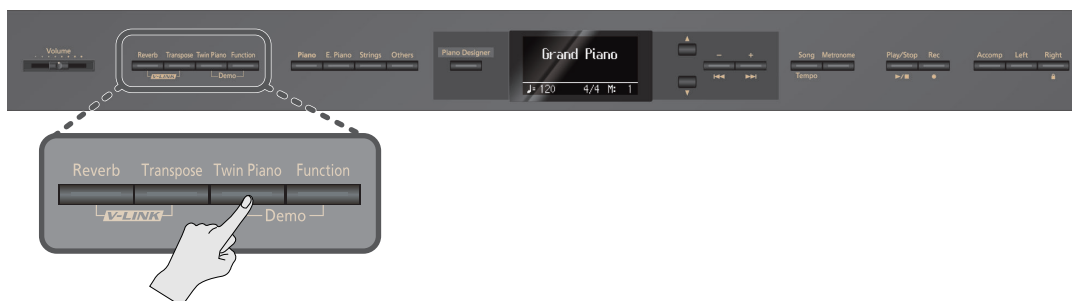 Volume
Reverb Transpose Twin Piano Function
V-LINK Demo
Piano E. Piano Strings Others
Piano Designer
Grand Piano
♩= 120 4/4 M: 1
− +
Song Metronome
Tempo
Play/Stop Rec
Accomp Left Right
Reverb Transpose Twin Piano Function
V-LINK Demo